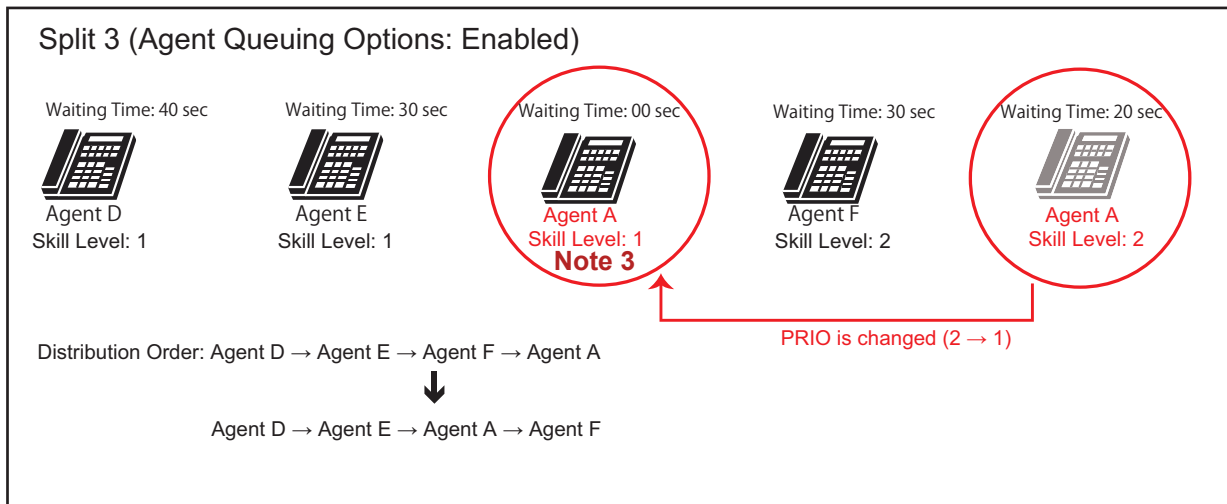 Split 3 (Agent Queuing Options: Enabled)
Waiting Time: 40 sec
Waiting Time: 30 sec
Waiting Time: 00 sec
Waiting Time: 30 sec
Waiting Time: 20 sec
Agent D
Agent E
Agent A
Agent F
Agent A
Skill Level: 1
Skill Level: 1
Skill Level: 1
Skill Level: 2
Skill Level: 2
Note 3
PRIO is changed (2 → 1)
Distribution Order: Agent D → Agent E → Agent F → Agent A
Agent D → Agent E → Agent A → Agent F